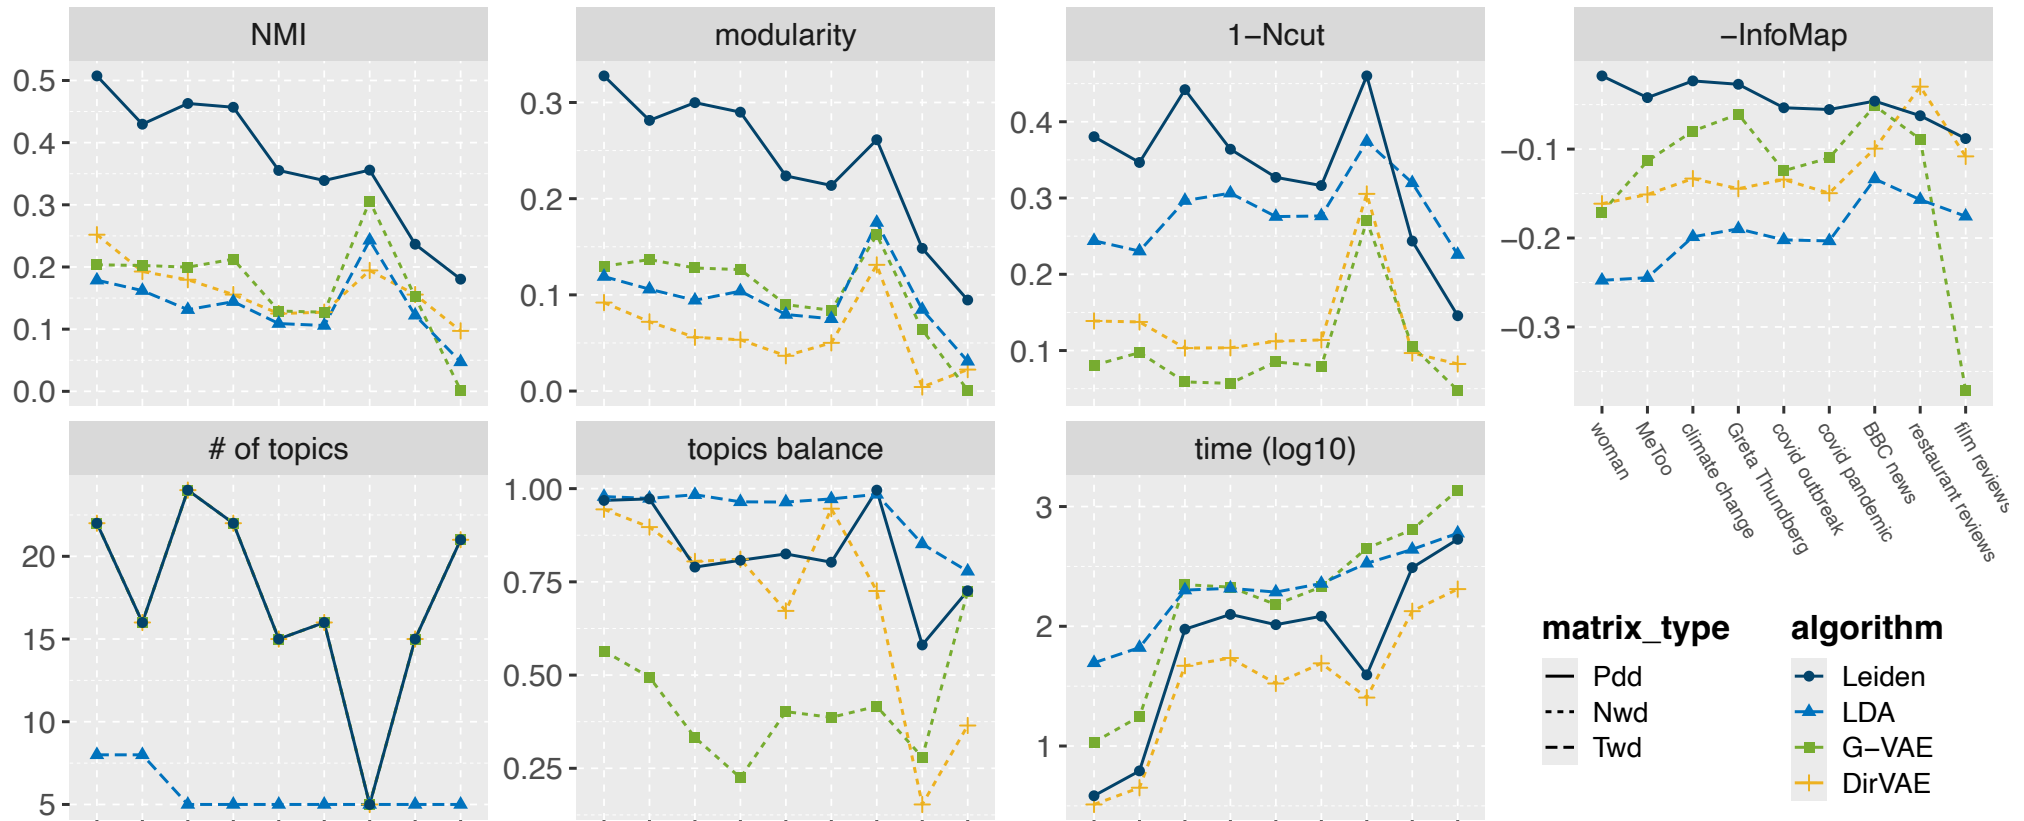 NMI
modularity
1−Ncut
−InfoMap
0.5
0.4
0.3
0.2
0.1
0.0
0.3
0.2
0.1
0.0
0.4
0.3
0.2
0.1
−0.1
−0.2
−0.3
woman
MeToo
climate change
Greta Thundberg
covid outbreak
covid pandemic
BBC news
restaurant reviews
film reviews
# of topics
topics balance
time (log10)
20
15
10
5
1.00
0.75
0.50
0.25
3
2
1
matrix_type
Pdd
Nwd
Twd
algorithm
Leiden
LDA
G−VAE
DirVAE